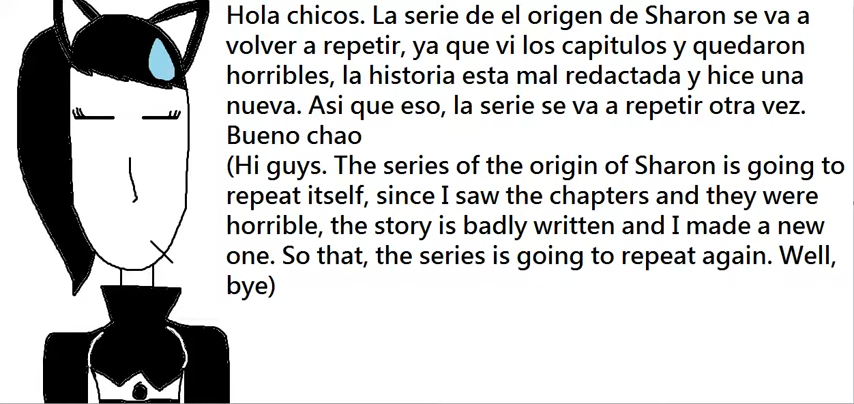 Hola chicos. La serie de el origen de Sharon se va a
volver a repetir, ya que vi los capitulos y quedaron
horribles, la historia esta mal redactada y hice una
nueva. Asi que eso, la serie se va a repetir otra vez.
Bueno chao
(Hi guys. The series of the origin of Sharon is going to
repeat itself, since I saw the chapters and they were
horrible, the story is badly written and I made a new
one. So that, the series is going to repeat again. Well,
bye)